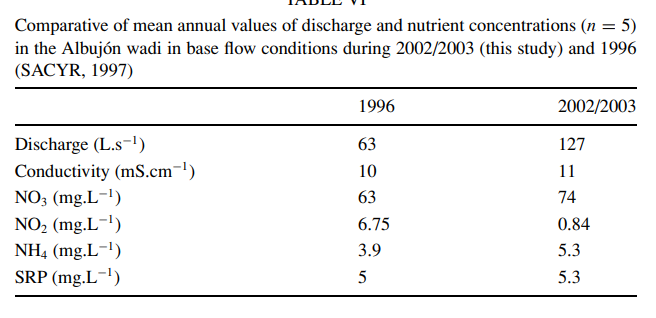 TABLE VI
Comparative of mean annual values of discharge and nutrient concentrations (n = 5)
in the Albujón wadi in base flow conditions during 2002/2003 (this study) and 1996
(SACYR, 1997)
1996 2002/2003
Discharge (L.s⁻¹) 63 127
Conductivity (mS.cm⁻¹) 10 11
NO₃ (mg.L⁻¹) 63 74
NO₂ (mg.L⁻¹) 6.75 0.84
NH₄ (mg.L⁻¹) 3.9 5.3
SRP (mg.L⁻¹) 5 5.3